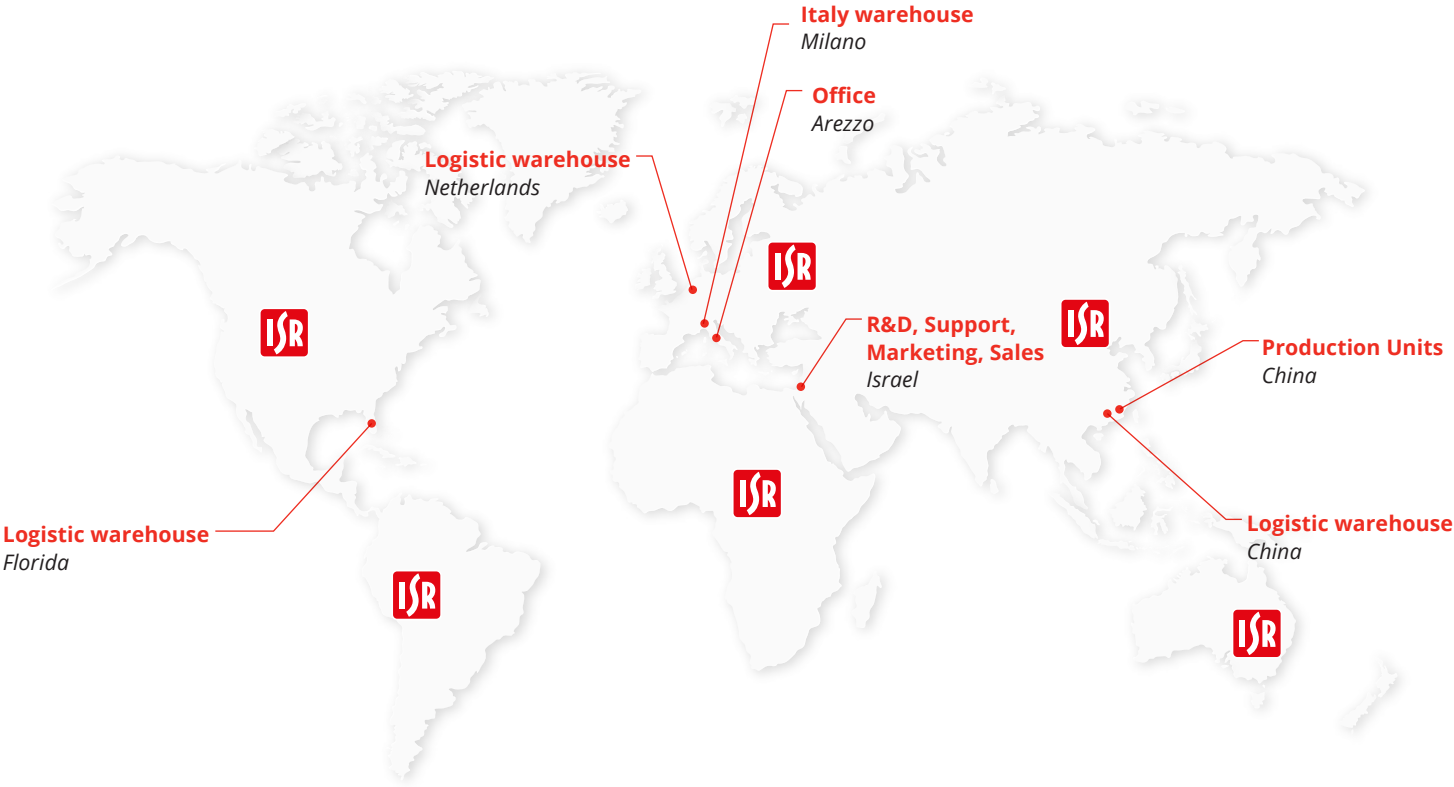 Italy warehouse
Milano
Office
Arezzo
Logistic warehouse
Netherlands
ISR
ISR
ISR
R&D, Support,
Marketing, Sales
Israel
Production Units
China
ISR
Logistic warehouse
Florida
Logistic warehouse
China
ISR
ISR